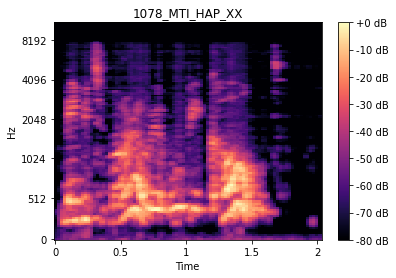 1078_MTI_HAP_XX
+0 dB
8192
-10 dB
4096
-20 dB
-30 dB
2048
Hz
-40 dB
1024
-50 dB
512
-60 dB
-70 dB
0
-80 dB
0 0.5 1 1.5 2
Time